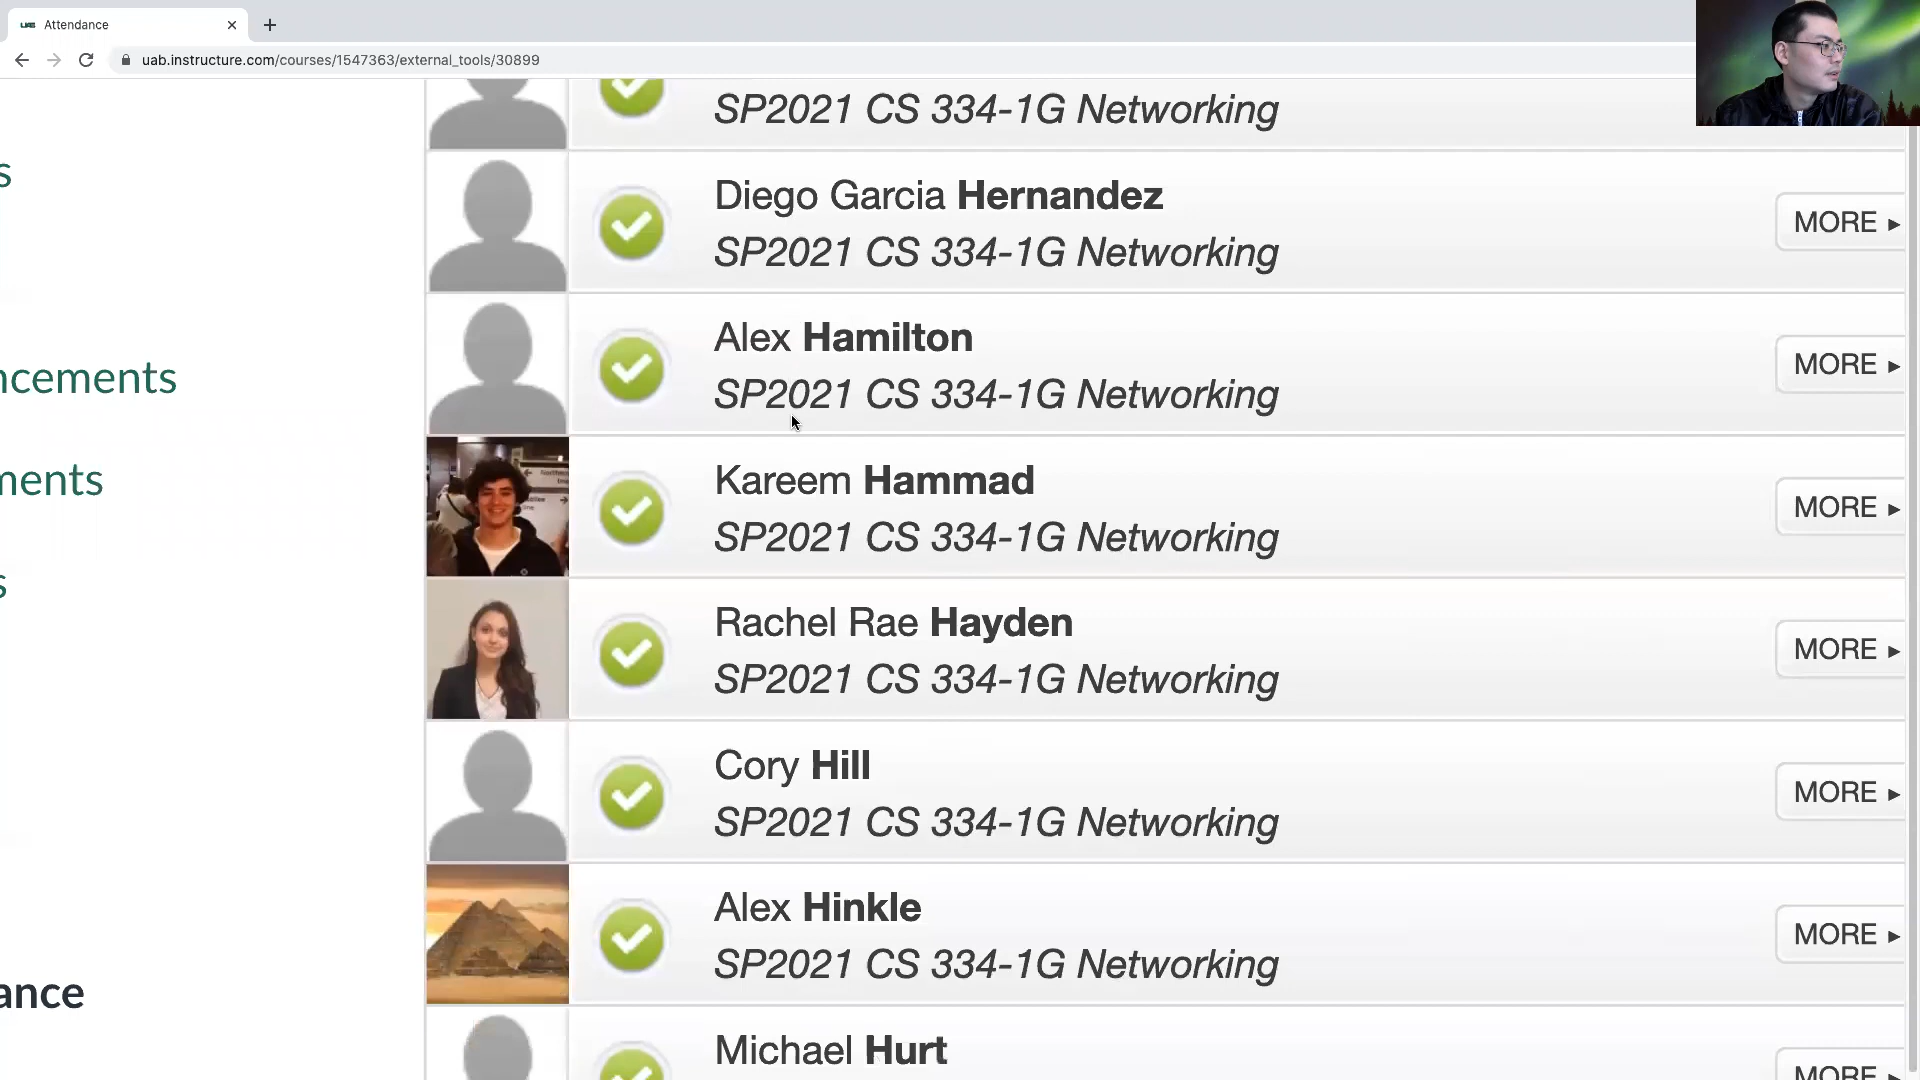 Attendance
uab.instructure.com/courses/1547363/external_tools/30899
SP2021 CS 334-1G Networking
s
Diego Garcia Hernandez
SP2021 CS 334-1G Networking
MORE ▸
Alex Hamilton
SP2021 CS 334-1G Networking
MORE ▸
ncements
Kareem Hammad
SP2021 CS 334-1G Networking
MORE ▸
ments
Rachel Rae Hayden
SP2021 CS 334-1G Networking
MORE ▸
s
Cory Hill
SP2021 CS 334-1G Networking
MORE ▸
Alex Hinkle
SP2021 CS 334-1G Networking
MORE ▸
ance
Michael Hurt
MORE ▸